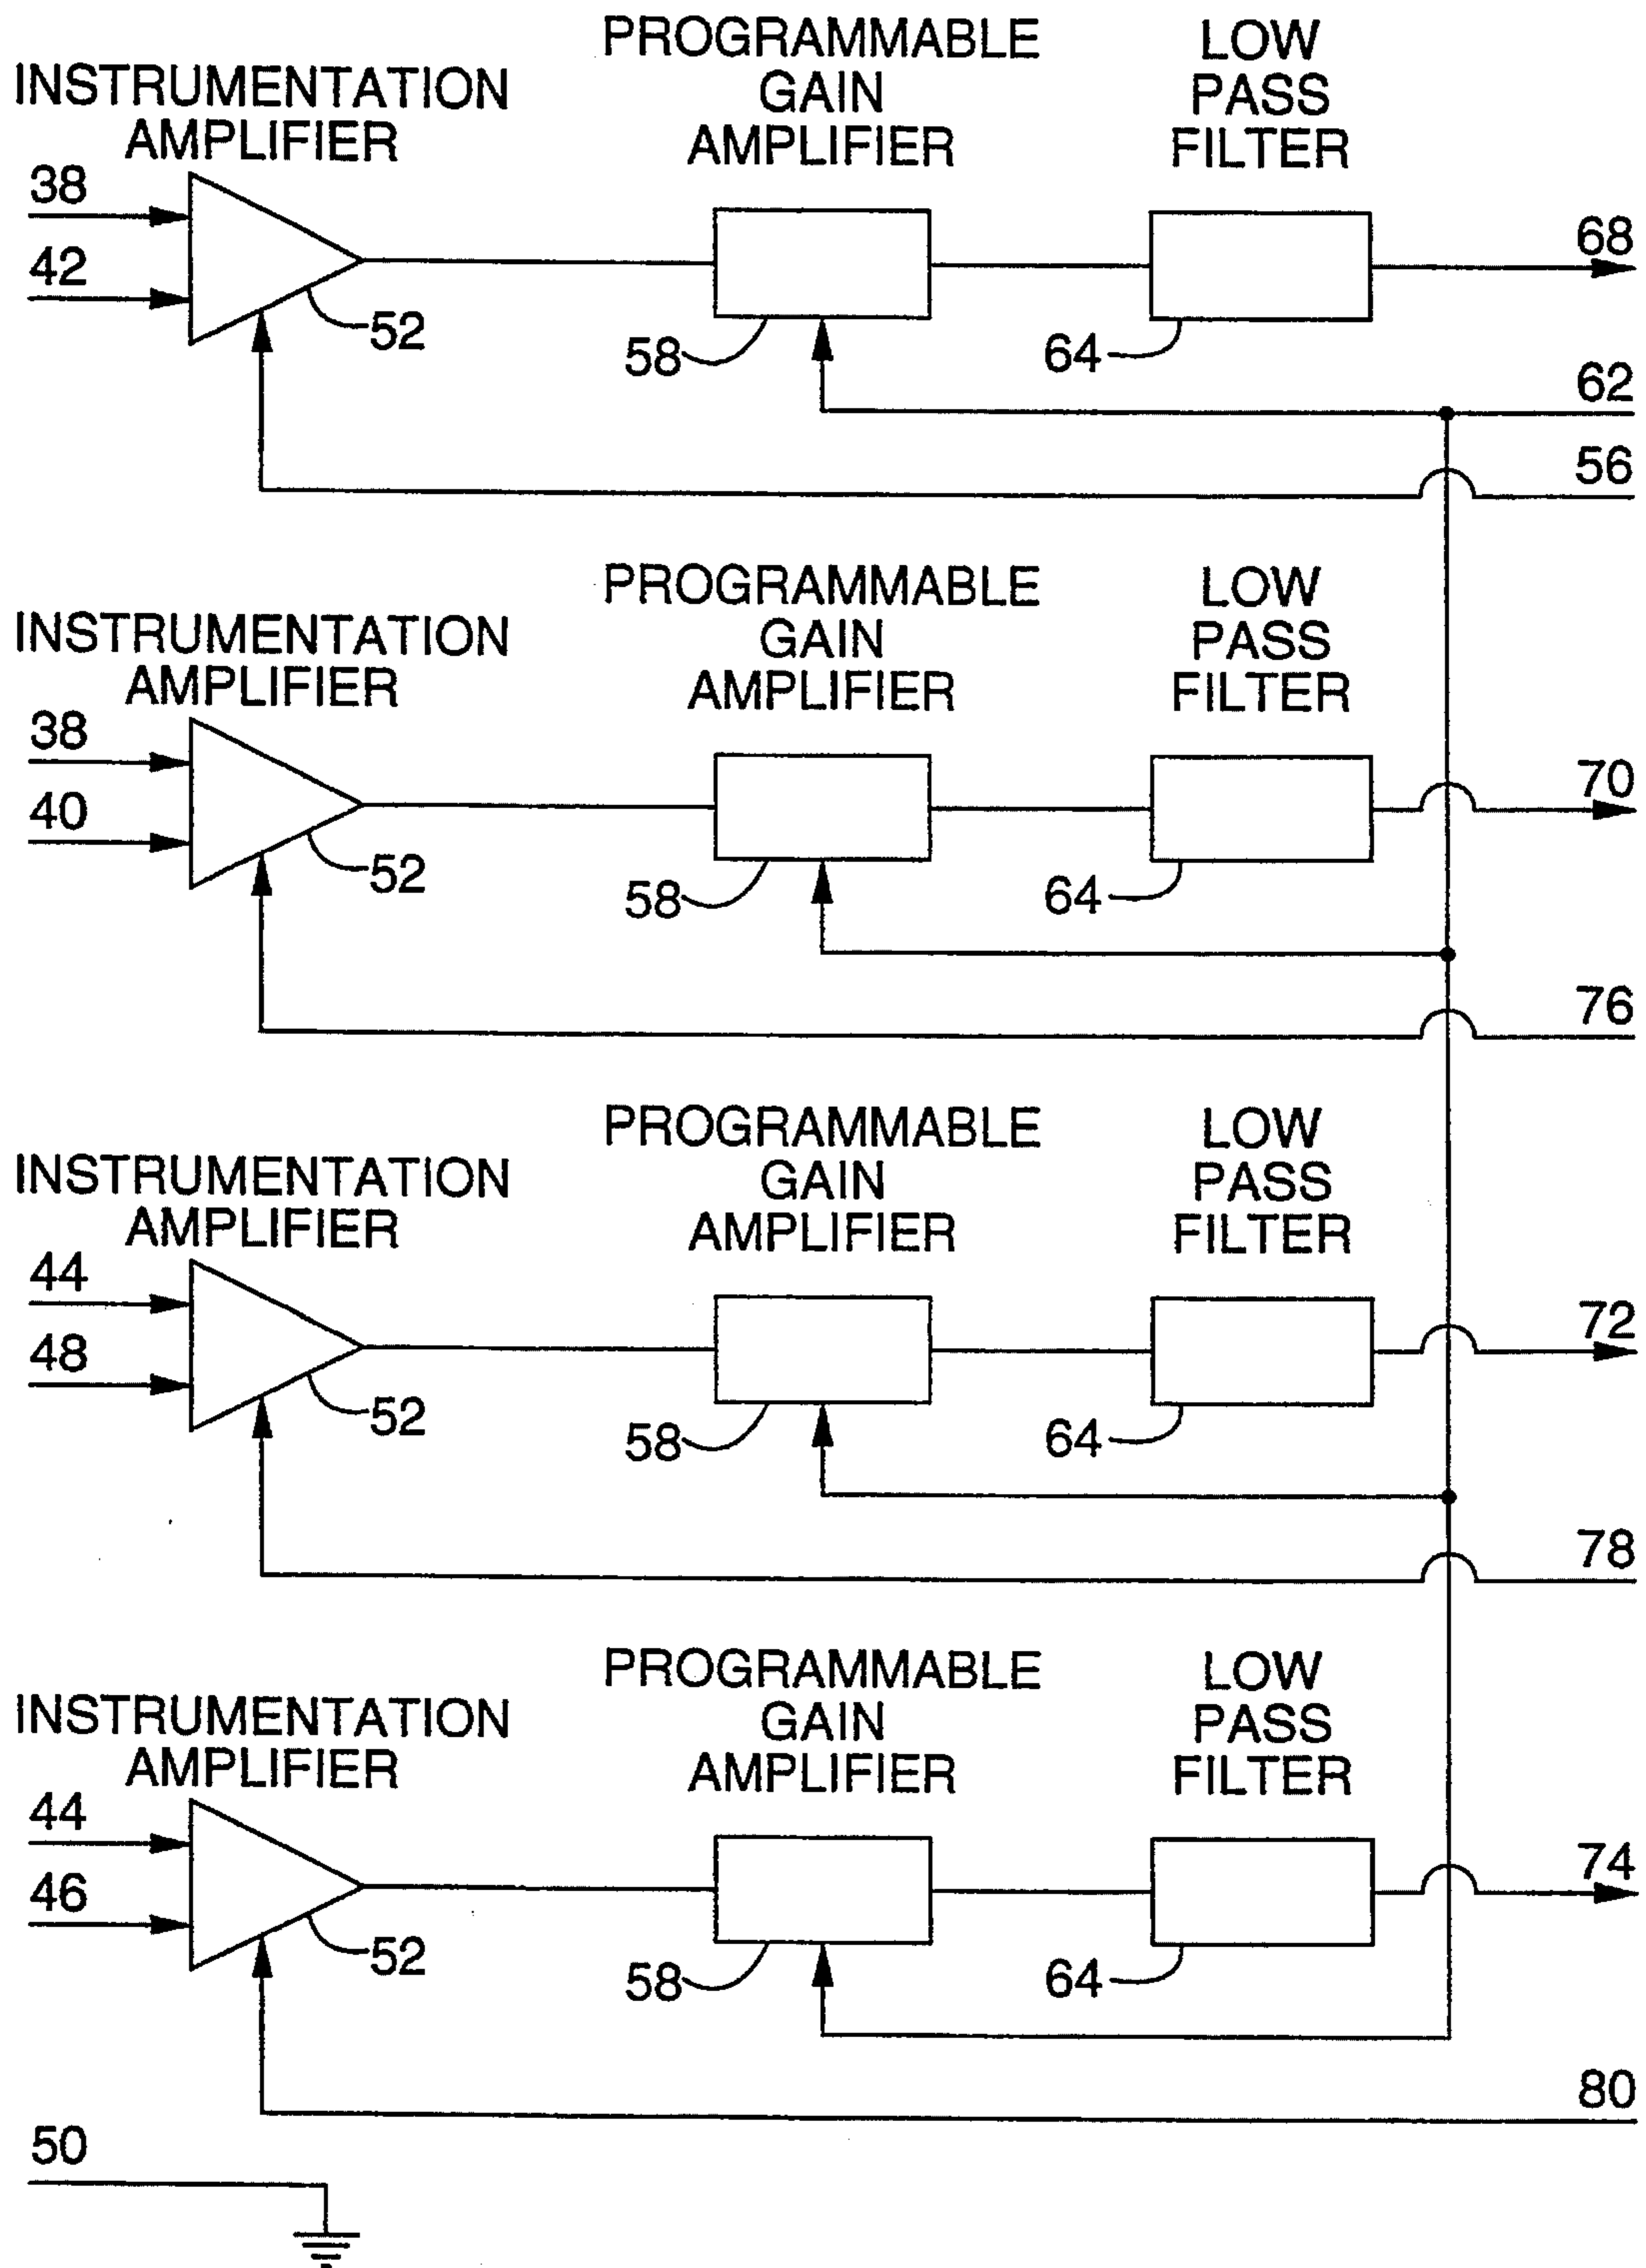 PROGRAMMABLE
GAIN
AMPLIFIER
LOW
PASS
FILTER
INSTRUMENTATION
AMPLIFIER
38
42
52
58
64
68
62
56
PROGRAMMABLE
GAIN
AMPLIFIER
LOW
PASS
FILTER
INSTRUMENTATION
AMPLIFIER
38
40
52
58
64
70
76
PROGRAMMABLE
GAIN
AMPLIFIER
LOW
PASS
FILTER
INSTRUMENTATION
AMPLIFIER
44
48
52
58
64
72
78
PROGRAMMABLE
GAIN
AMPLIFIER
LOW
PASS
FILTER
INSTRUMENTATION
AMPLIFIER
44
46
52
58
64
74
80
50